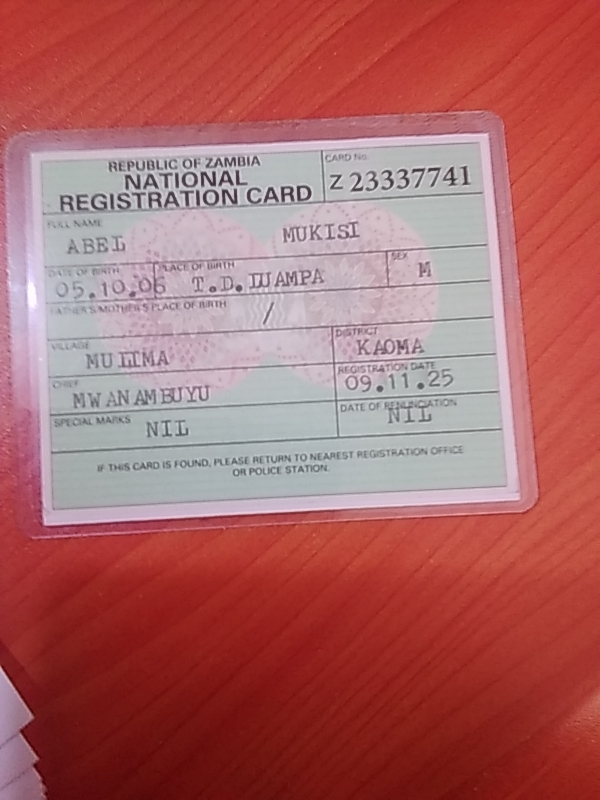 REPUBLIC OF ZAMBIA
NATIONAL
REGISTRATION CARD
CARD No.
Z 23337741
FULL NAME
ABEL MUKISI
DATE OF BIRTH PLACE OF BIRTH SEX
05.10.06 T.D.LUAMPA M
FATHER'S/MOTHER'S PLACE OF BIRTH
/
VILLAGE
MULIMA
DISTRICT
KAOMA
CHIEF
MWANAMBUYU
REGISTRATION DATE
09.11.25
SPECIAL MARKS
NIL
DATE OF RENUNCIATION
NIL
IF THIS CARD IS FOUND, PLEASE RETURN TO NEAREST REGISTRATION OFFICE
OR POLICE STATION.